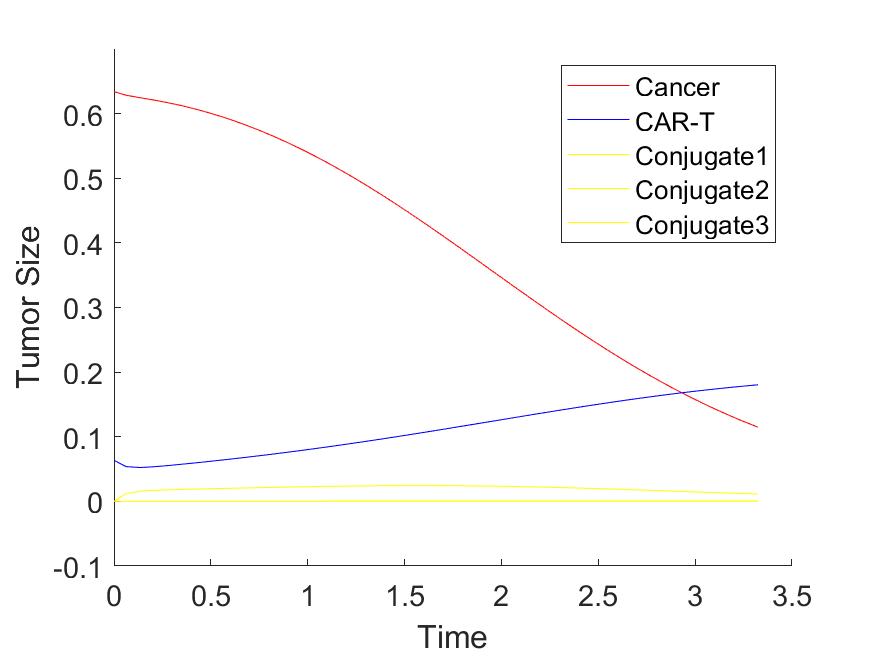 Cancer
CAR-T
Conjugate1
Conjugate2
Conjugate3
0.6
0.5
0.4
0.3
0.2
0.1
0
-0.1
Tumor Size
0 0.5 1 1.5 2 2.5 3 3.5
Time